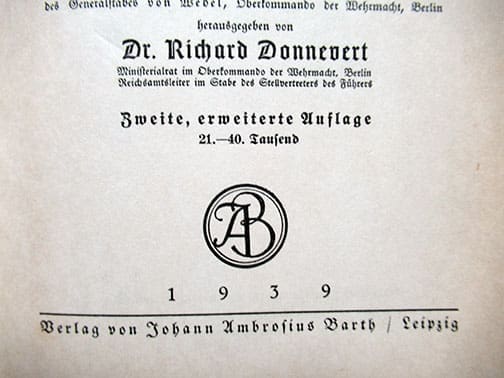 des Generalstabes von Wedel, Oberkommando der Wehrmacht, Berlin
herausgegeben von
Dr. Richard Donnevert
Ministerialrat im Oberkommando der Wehrmacht, Berlin
Reichsamtsleiter im Stabe des Stellvertreters des Führers
Zweite, erweiterte Auflage
21.—40. Tausend
AB
1 9 3 9
Verlag von Johann Ambrosius Barth / Leipzig